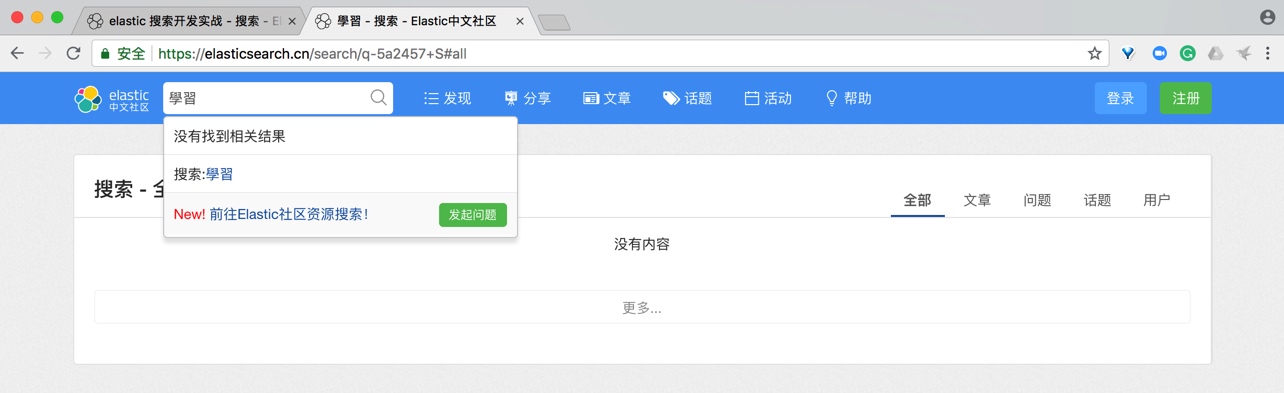 elastic 搜索开发实战 - 搜索 - El
學習 - 搜索 - Elastic中文社区
安全 https://elasticsearch.cn/search/q-5a2457+S#all
elastic 中文社区
學習
发现 分享 文章 话题 活动 帮助
登录 注册
没有找到相关结果
搜索:學習
New! 前往Elastic社区资源搜索!
发起问题
搜索 - 全
全部 文章 问题 话题 用户
没有内容
更多...